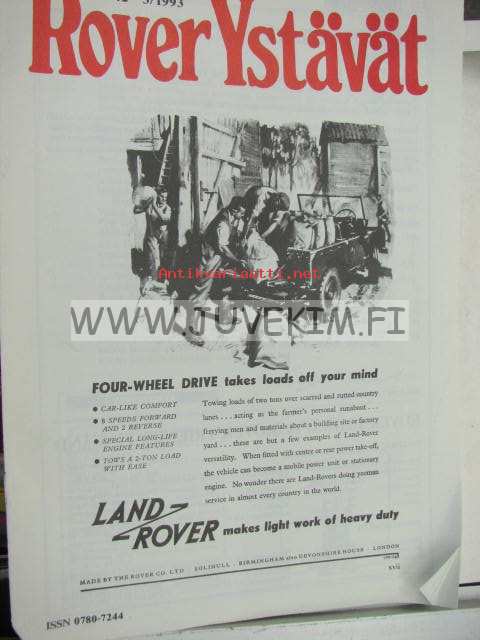 3/1993
Rover Ystävät
Antikvariaatti.net
WWW.JUVEKIM.FI
FOUR-WHEEL DRIVE takes loads off your mind
• CAR-LIKE COMFORT
• 8 SPEEDS FORWARD
AND 2 REVERSE
• SPECIAL LONG-LIFE
ENGINE FEATURES
• TOWS A 2-TON LOAD
WITH EASE
Towing loads of two tons over scarred and rutted country
lanes . . . acting as the farmer's personal runabout . . .
ferrying men and materials about a building site or factory
yard . . . these are but a few examples of Land-Rover
versatility. When fitted with centre or rear power take-off,
the vehicle can become a mobile power unit or stationary
engine. No wonder there are Land-Rovers doing yeoman
service in almost every country in the world.
LAND
ROVER makes light work of heavy duty
MADE BY THE ROVER CO. LTD · SOLIHULL · BIRMINGHAM also DEVONSHIRE HOUSE · LONDON
xvii
ISSN 0780-7244